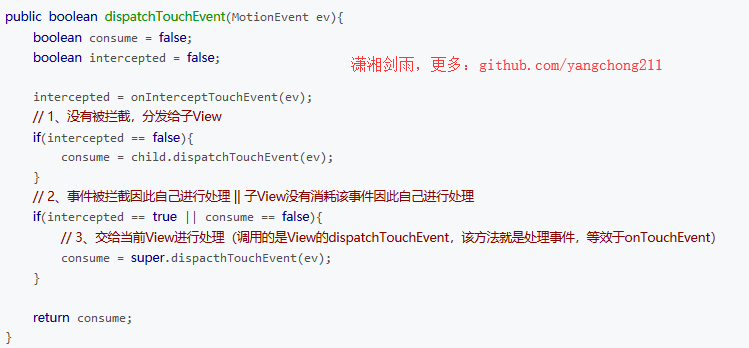 public boolean dispatchTouchEvent(MotionEvent ev){
boolean consume = false;
boolean intercepted = false;
潇湘剑雨，更多：github.com/yangchong211
intercepted = onInterceptTouchEvent(ev);
// 1、没有被拦截，分发给子View
if(intercepted == false){
consume = child.dispatchTouchEvent(ev);
}
// 2、事件被拦截因此自己进行处理 || 子View没有消耗该事件因此自己进行处理
if(intercepted == true || consume == false){
// 3、交给当前View进行处理（调用的是View的dispatchTouchEvent，该方法就是处理事件，等效于onTouchEvent）
consume = super.dispacthTouchEvent(ev);
}
return consume;
}